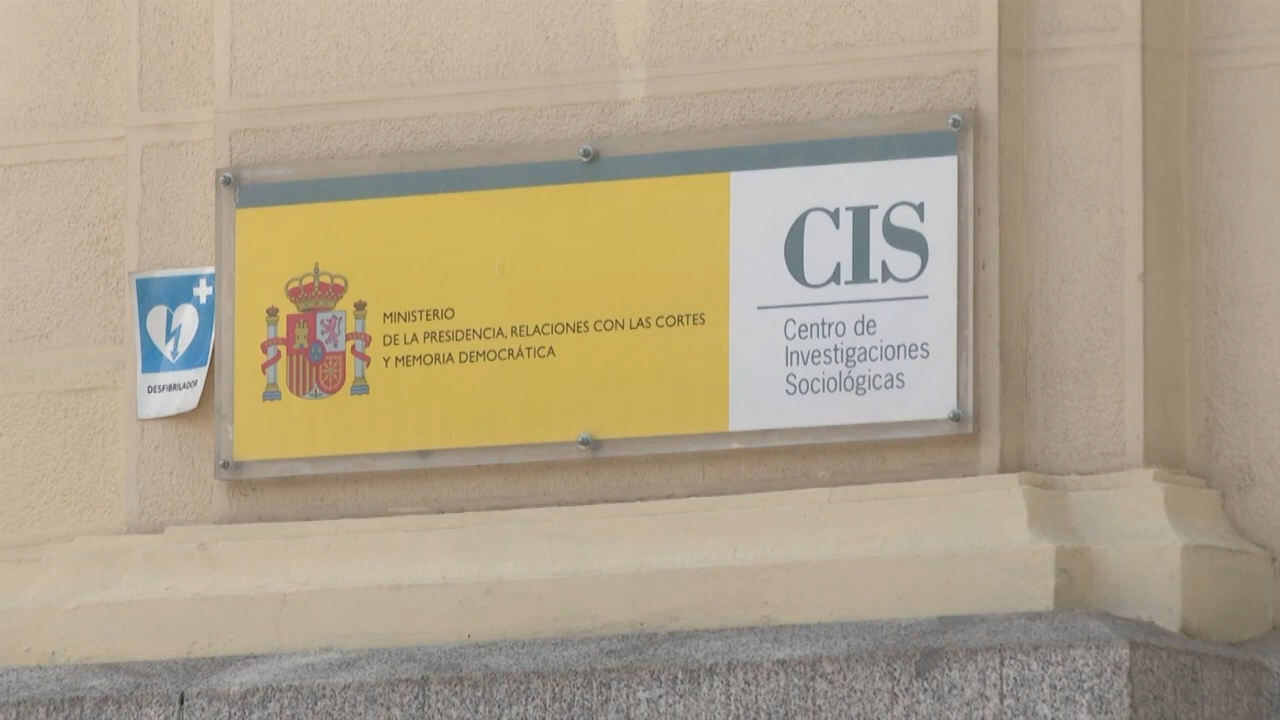 MINISTERIO
DE LA PRESIDENCIA, RELACIONES CON LAS CORTES
Y MEMORIA DEMOCRÁTICA
CIS
Centro de
Investigaciones
Sociológicas
DESFIBRILADOR